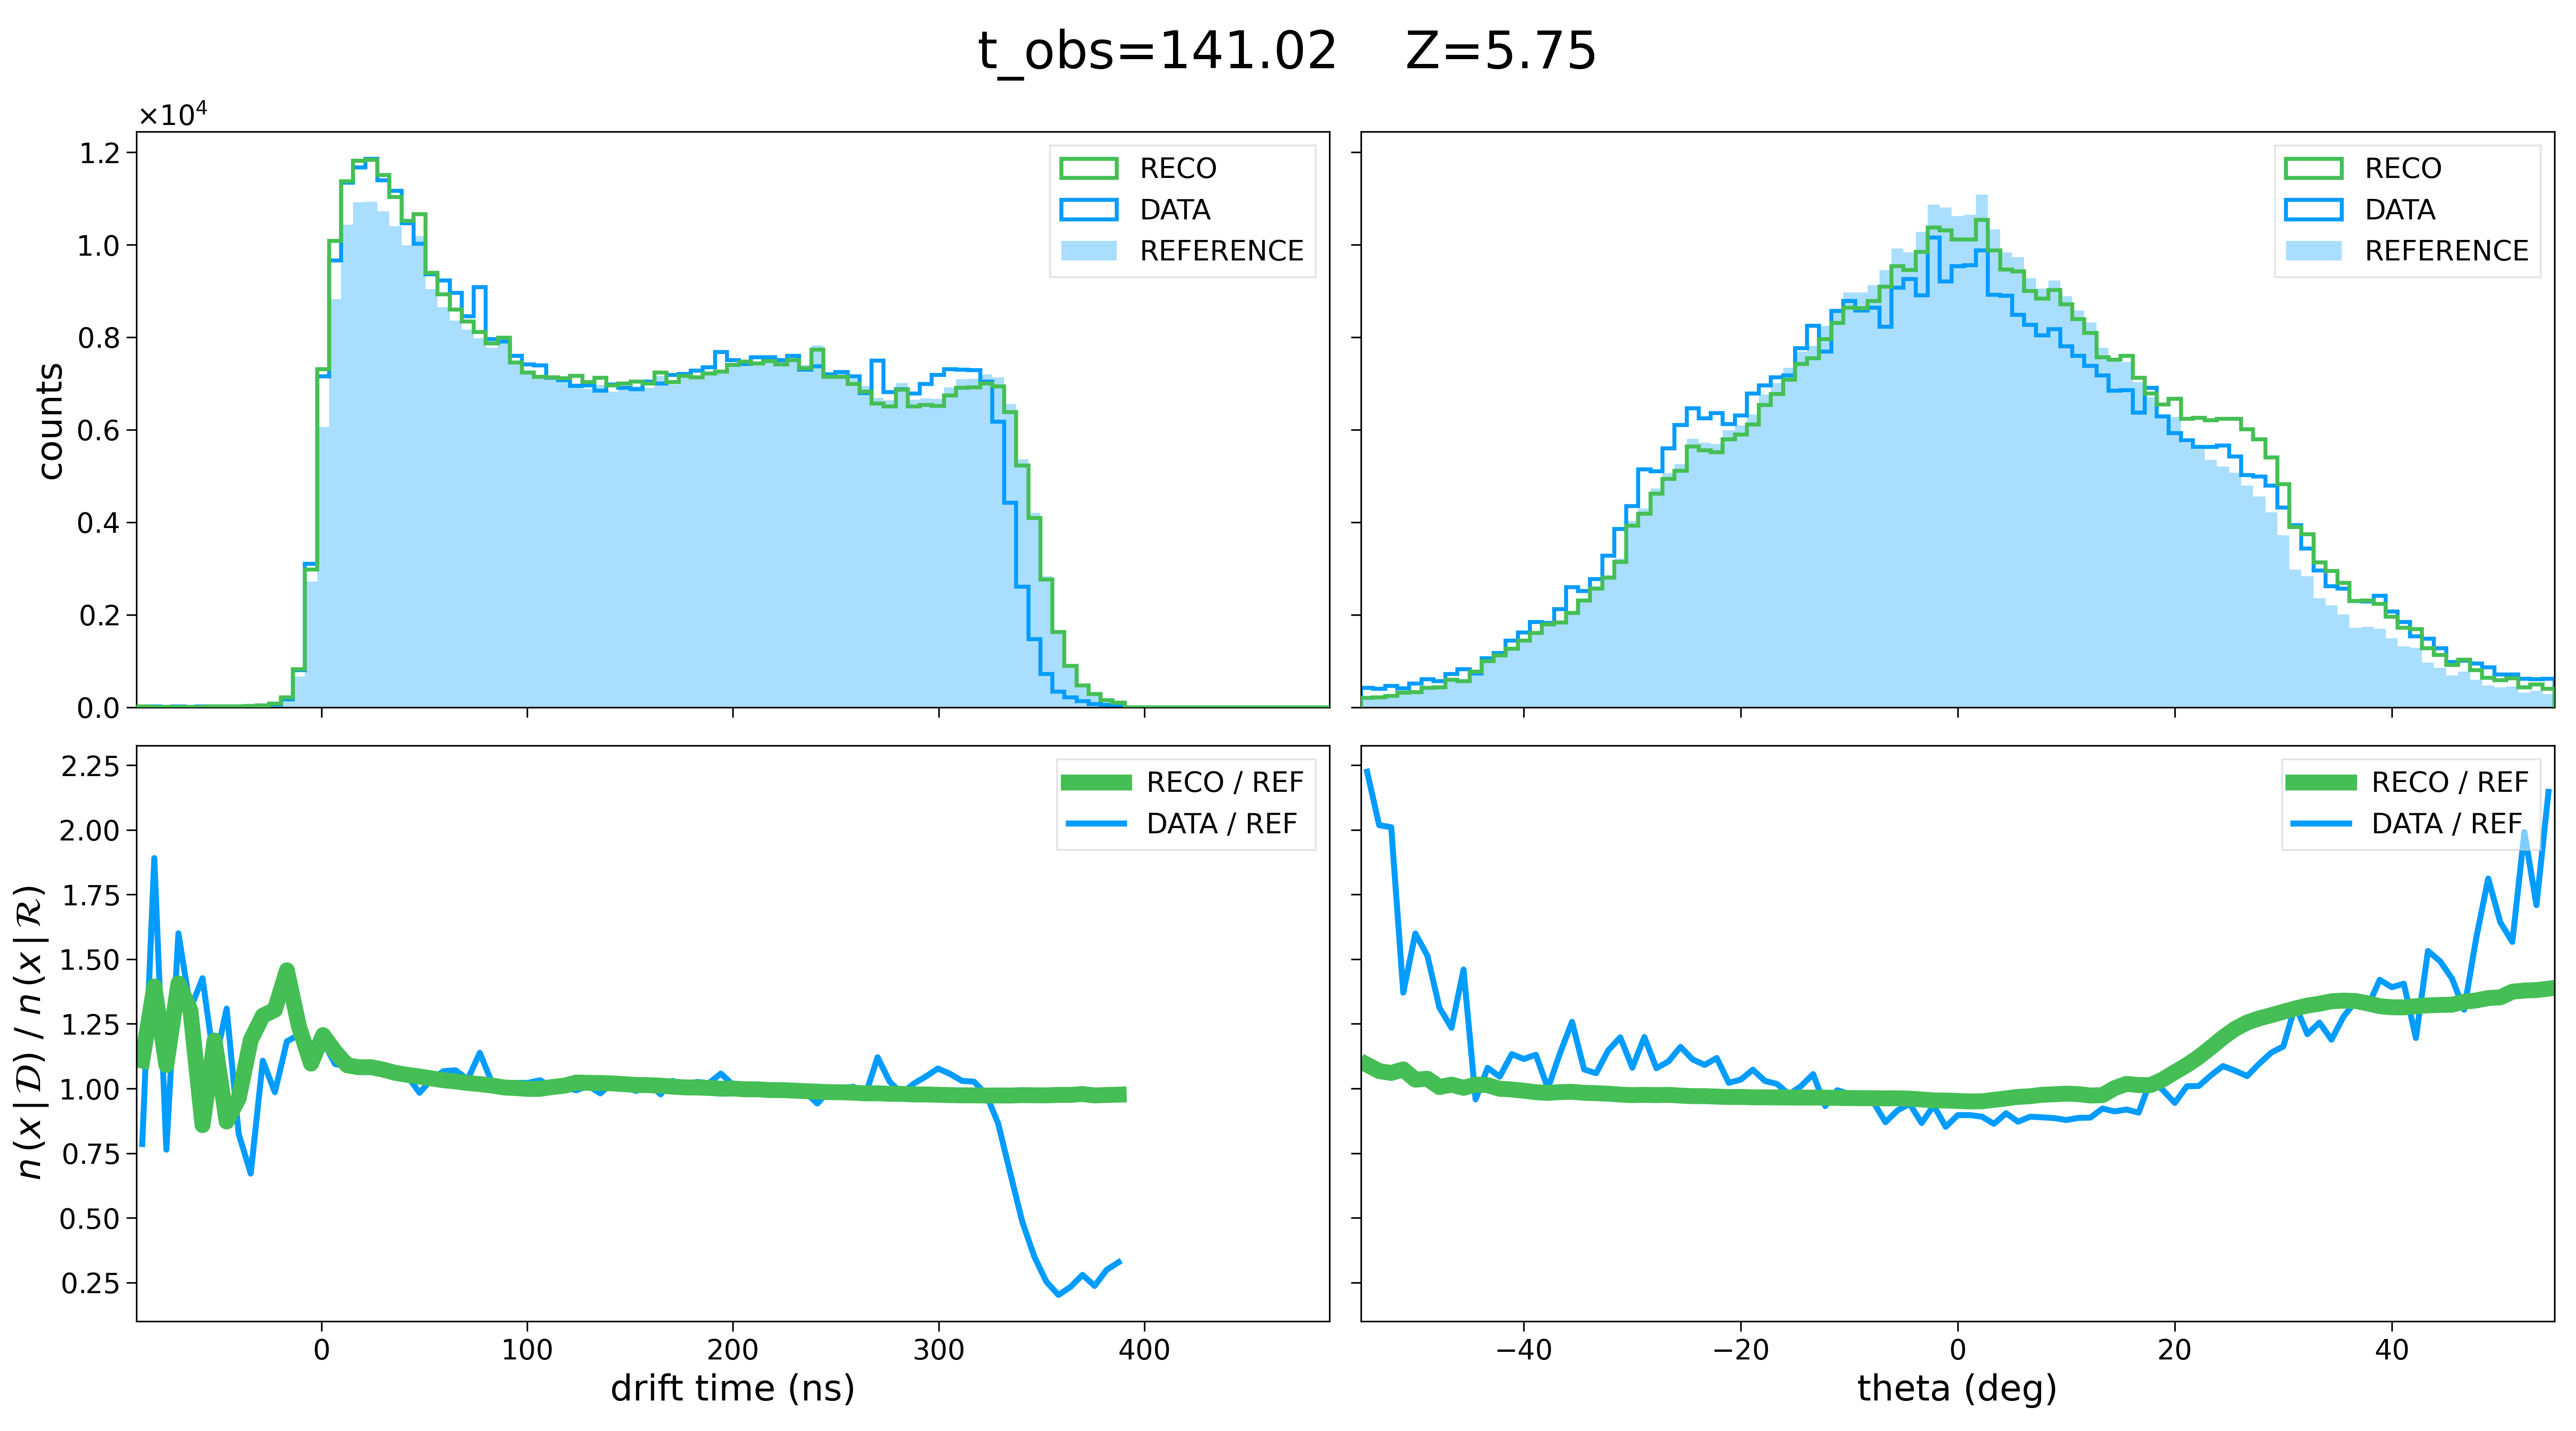 t_obs=141.02    Z=5.75
×10⁴
1.2
1.0
0.8
0.6
0.4
0.2
0.0
counts
RECO
DATA
REFERENCE
RECO
DATA
REFERENCE
2.25
2.00
1.75
1.50
1.25
1.00
0.75
0.50
0.25
n(x|𝒟) / n(x|ℛ)
RECO / REF
DATA / REF
RECO / REF
DATA / REF
0 100 200 300 400
drift time (ns)
−40 −20 0 20 40
theta (deg)